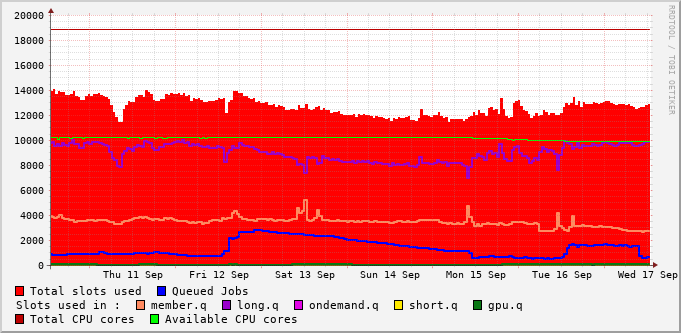 20000
18000
16000
14000
12000
10000
8000
6000
4000
2000
0
Thu 11 Sep Fri 12 Sep Sat 13 Sep Sun 14 Sep Mon 15 Sep Tue 16 Sep Wed 17 Sep
Total slots used Queued Jobs
Slots used in : member.q long.q ondemand.q short.q gpu.q
Total CPU cores Available CPU cores
RRDTOOL / TOBI OETIKER